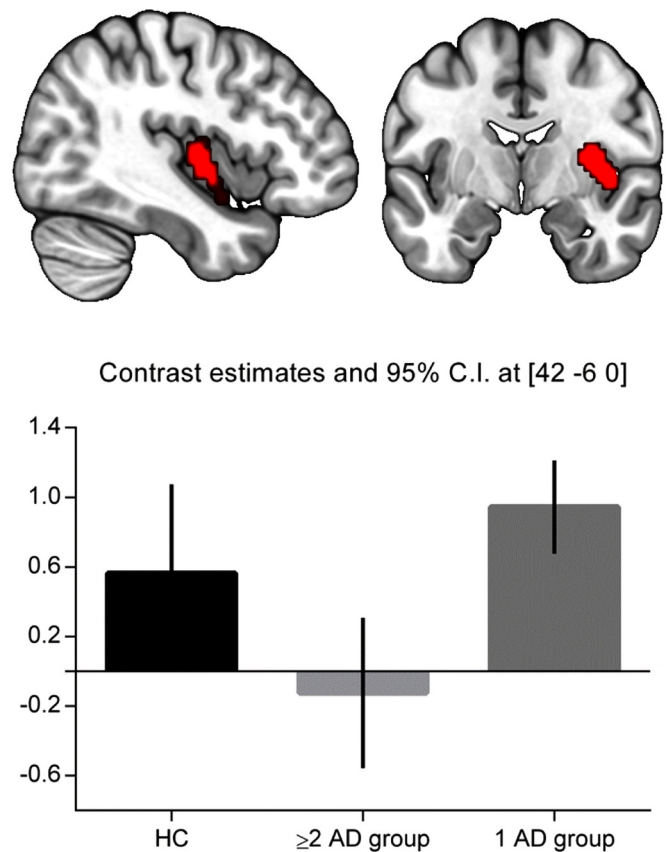 Contrast estimates and 95% C.I. at [42 -6 0]
1.4
1.0
0.6
0.2
-0.2
-0.6
HC
≥2 AD group
1 AD group